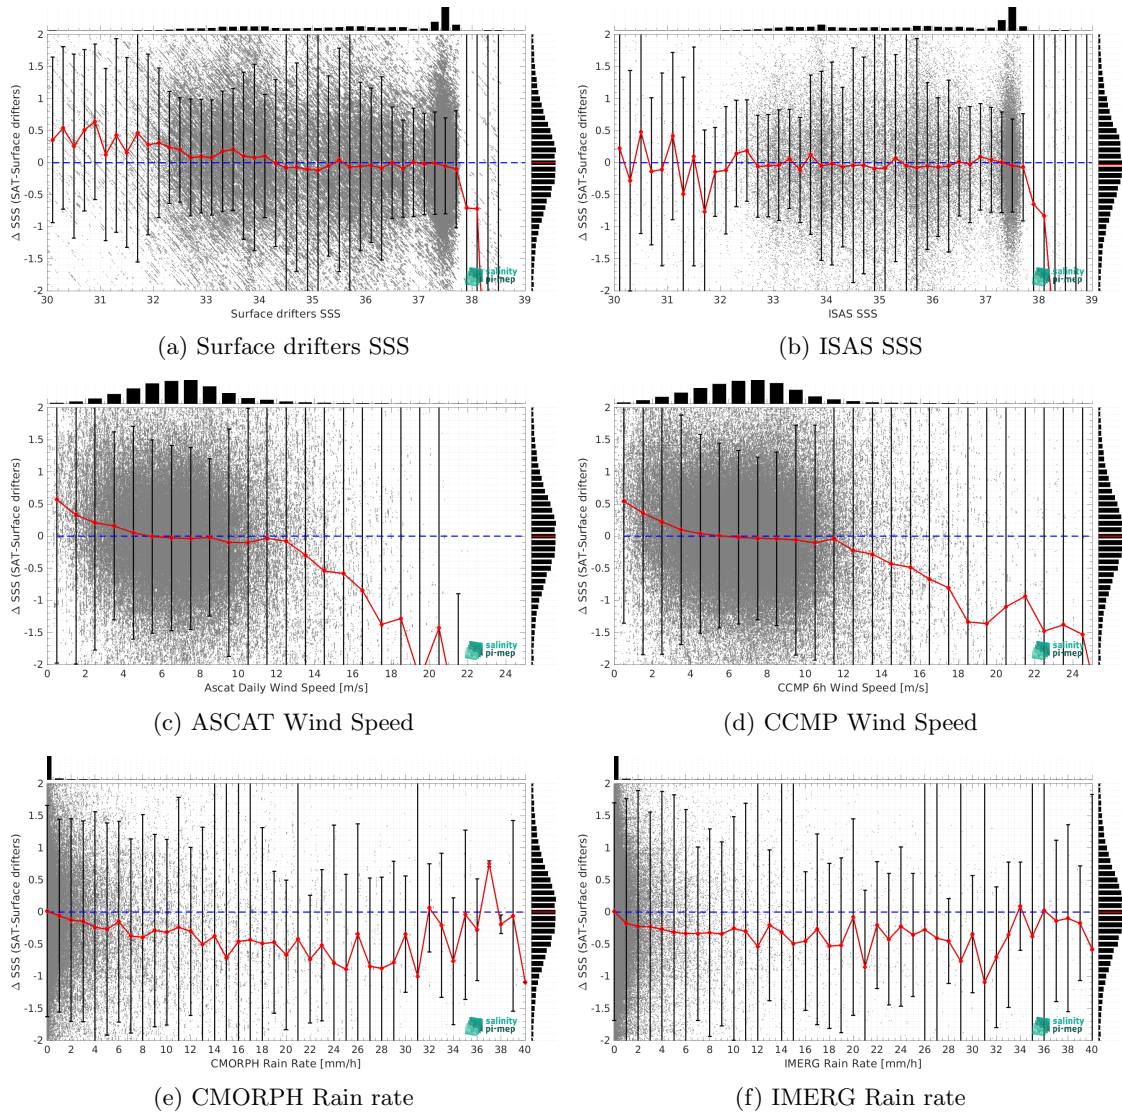 2
1.5
1
0.5
0
-0.5
-1
-1.5
-2
Δ SSS (SAT-Surface drifters)
30 31 32 33 34 35 36 37 38 39
Surface drifters SSS
salinity
pi-mep
(a) Surface drifters SSS
2
1.5
1
0.5
0
-0.5
-1
-1.5
-2
Δ SSS (SAT-Surface drifters)
30 31 32 33 34 35 36 37 38 39
ISAS SSS
salinity
pi-mep
(b) ISAS SSS
2
1.5
1
0.5
0
-0.5
-1
-1.5
-2
Δ SSS (SAT-Surface drifters)
0 2 4 6 8 10 12 14 16 18 20 22 24
Ascat Daily Wind Speed [m/s]
salinity
pi-mep
(c) ASCAT Wind Speed
2
1.5
1
0.5
0
-0.5
-1
-1.5
-2
Δ SSS (SAT-Surface drifters)
0 2 4 6 8 10 12 14 16 18 20 22 24
CCMP 6h Wind Speed [m/s]
salinity
pi-mep
(d) CCMP Wind Speed
2
1.5
1
0.5
0
-0.5
-1
-1.5
-2
Δ SSS (SAT-Surface drifters)
0 2 4 6 8 10 12 14 16 18 20 22 24 26 28 30 32 34 36 38 40
CMORPH Rain Rate [mm/h]
salinity
pi-mep
(e) CMORPH Rain rate
2
1.5
1
0.5
0
-0.5
-1
-1.5
-2
Δ SSS (SAT-Surface drifters)
0 2 4 6 8 10 12 14 16 18 20 22 24 26 28 30 32 34 36 38 40
IMERG Rain Rate [mm/h]
salinity
pi-mep
(f) IMERG Rain rate